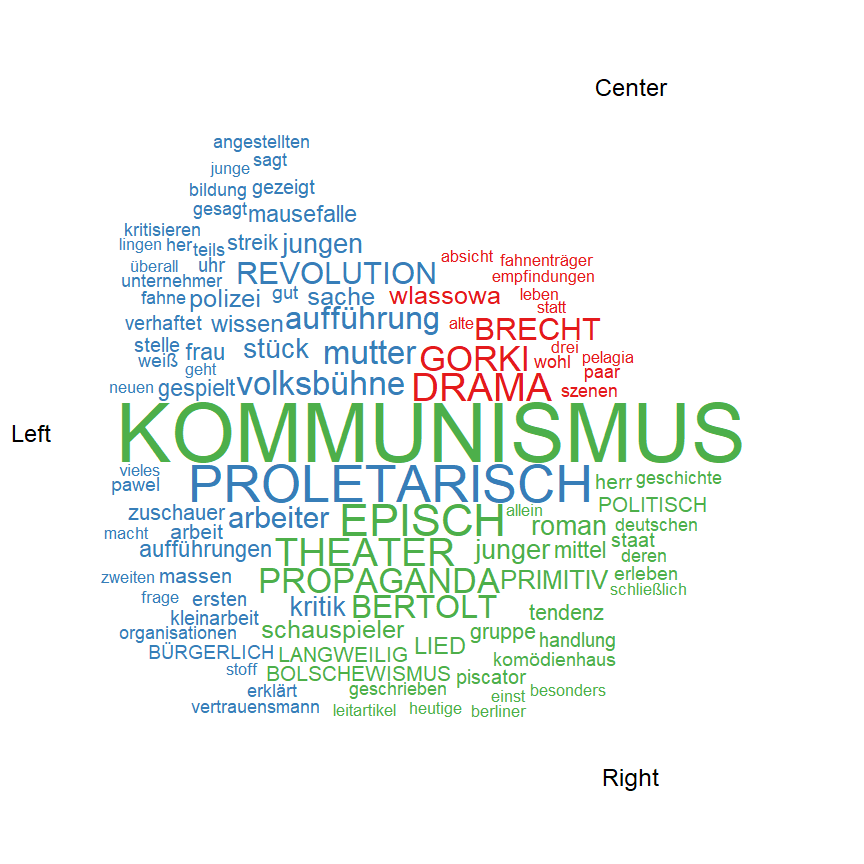 Center
angestellten
junge sagt
bildung gezeigt
gesagt mausefalle
kritisieren
lingen her teils streik jungen
absicht fahnenträger
überall uhr REVOLUTION empfindungen
unternehmer
fahne polizei gut sache wlassowa leben
statt
verhaftet wissen aufführung alte BRECHT
stelle frau stück mutter GORKI drei
weiß wohl pelagia
geht paar
neuen gespielt volksbühne DRAMA szenen
Left KOMMUNISMUS
vieles
pawel PROLETARISCH herr geschichte
POLITISCH
zuschauer arbeiter EPISCH allein roman deutschen
macht arbeit staat
aufführungen THEATER junger mittel deren
zweiten massen PROPAGANDA PRIMITIV erleben
schließlich
frage ersten kritik BERTOLT tendenz
kleinarbeit
organisationen schauspieler gruppe handlung
BÜRGERLICH LANGWEILIG LIED komödienhaus
stoff BOLSCHEWISMUS piscator
erklärt geschrieben einst besonders
vertrauensmann leitartikel heutige berliner
Right